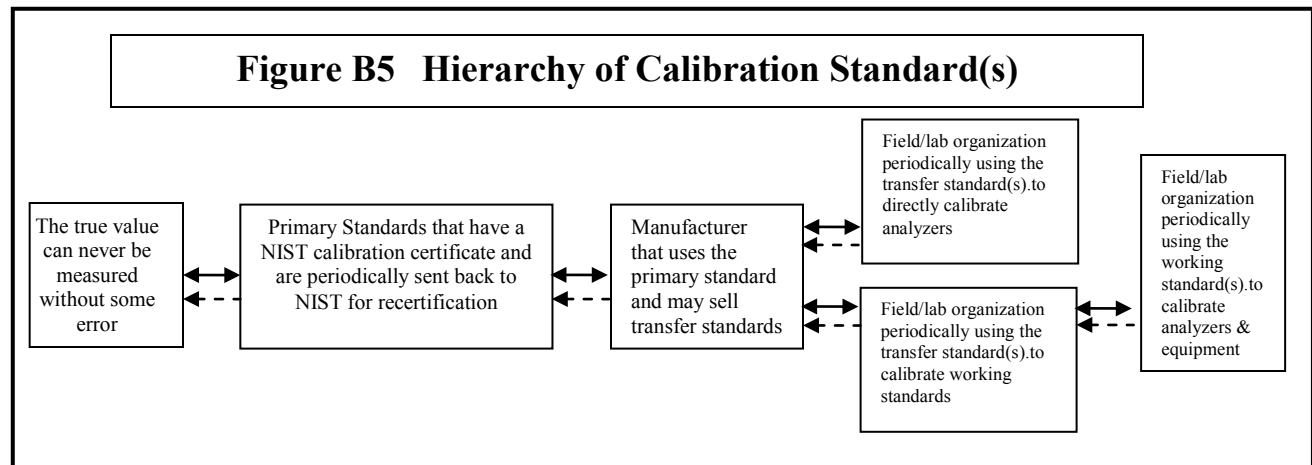 Figure B5 Hierarchy of Calibration Standard(s)
The true value
can never be
measured
without some
error
Primary Standards that have a
NIST calibration certificate and
are periodically sent back to
NIST for recertification
Manufacturer
that uses the
primary standard
and may sell
transfer standards
Field/lab organization
periodically using the
transfer standard(s).to
directly calibrate
analyzers
Field/lab organization
periodically using the
transfer standard(s).to
calibrate working
standards
Field/lab
organization
periodically
using the
working
standard(s).to
calibrate
analyzers &
equipment